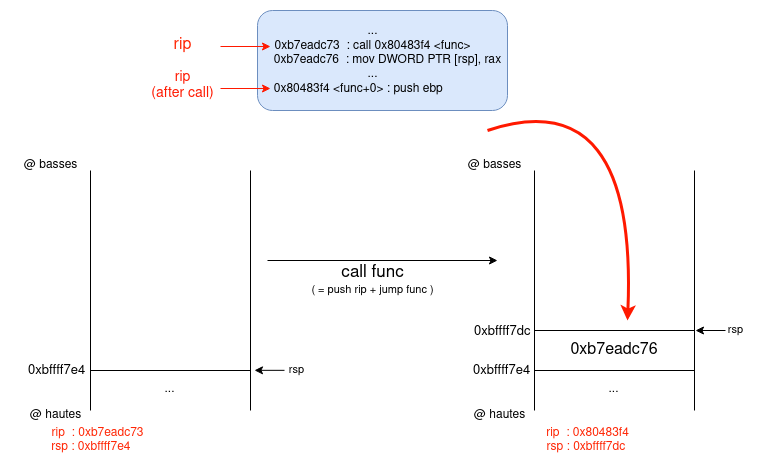 ...
rip
0xb7eadc73 : call 0x80483f4 <func>
0xb7eadc76 : mov DWORD PTR [rsp], rax
rip
(after call)
...
0x80483f4 <func+0> : push ebp
@ basses
@ basses
call func
( = push rip + jump func )
0xbffff7dc
rsp
0xb7eadc76
0xbffff7e4
rsp
0xbffff7e4
...
...
@ hautes
@ hautes
rip : 0xb7eadc73
rsp : 0xbffff7e4
rip : 0x80483f4
rsp : 0xbffff7dc